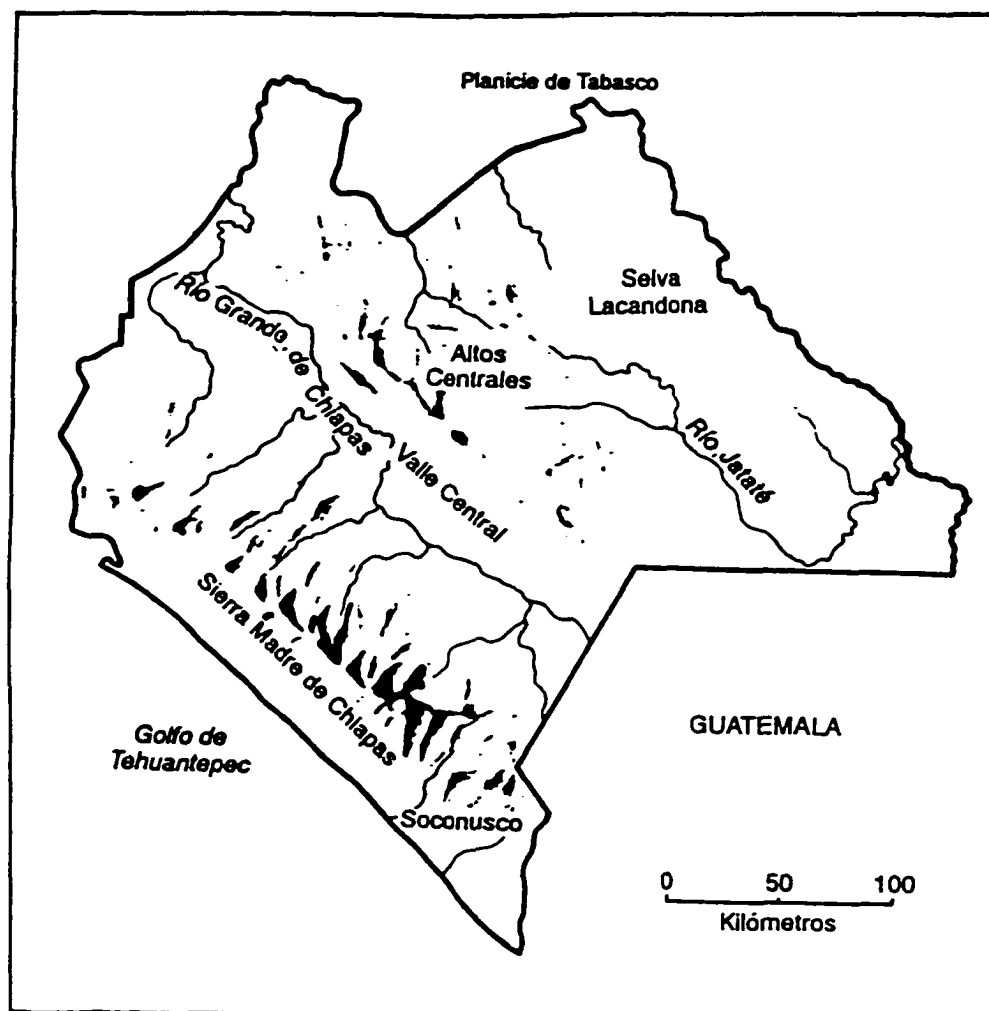 Planicie de Tabasco
Selva
Lacandona
Río Grande de Chiapas
Altos
Centrales
Río Jataté
Valle Central
Sierra Madre de Chiapas
Golfo de
Tehuantepec
GUATEMALA
Soconusco
0 50 100
Kilómetros